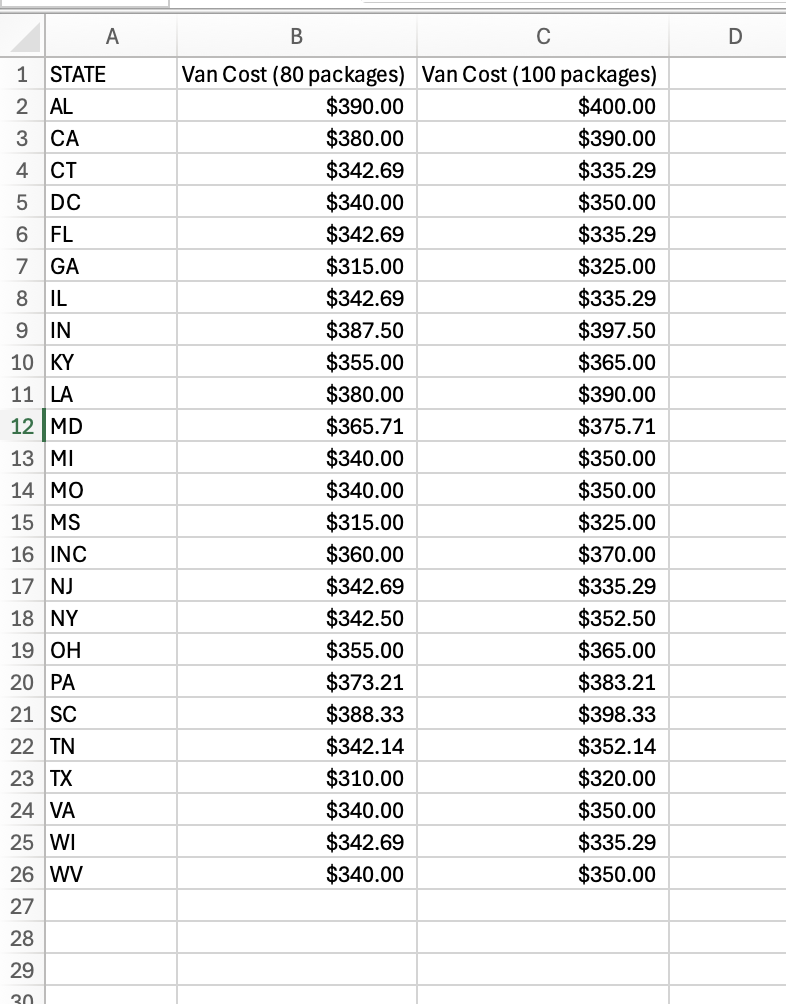 A B C D
1 STATE Van Cost (80 packages) Van Cost (100 packages)
2 AL $390.00 $400.00
3 CA $380.00 $390.00
4 CT $342.69 $335.29
5 DC $340.00 $350.00
6 FL $342.69 $335.29
7 GA $315.00 $325.00
8 IL $342.69 $335.29
9 IN $387.50 $397.50
10 KY $355.00 $365.00
11 LA $380.00 $390.00
12 MD $365.71 $375.71
13 MI $340.00 $350.00
14 MO $340.00 $350.00
15 MS $315.00 $325.00
16 INC $360.00 $370.00
17 NJ $342.69 $335.29
18 NY $342.50 $352.50
19 OH $355.00 $365.00
20 PA $373.21 $383.21
21 SC $388.33 $398.33
22 TN $342.14 $352.14
23 TX $310.00 $320.00
24 VA $340.00 $350.00
25 WI $342.69 $335.29
26 WV $340.00 $350.00
27
28
29
30